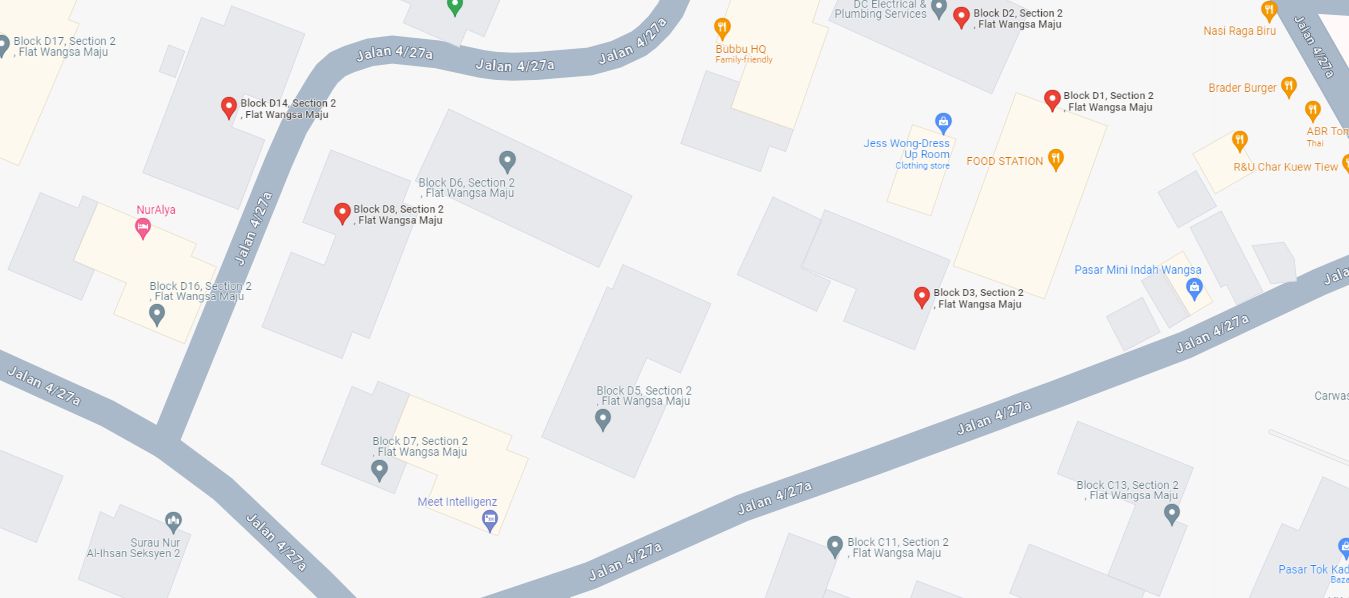 DC Electrical &
Plumbing Services
Block D2, Section 2
, Flat Wangsa Maju
Jalan 4/27a
Nasi Raga Biru
Block D17, Section 2
, Flat Wangsa Maju
Jalan 4/27a
Jalan 4/27a
Jalan 4/27a
Bubbu HQ
Family-friendly
Brader Burger
Block D14, Section 2
, Flat Wangsa Maju
Block D1, Section 2
, Flat Wangsa Maju
ABR Tom
Thai
Jess Wong-Dress
Up Room
Clothing store
FOOD STATION
R&U Char Kuew Tiew
Block D6, Section 2
, Flat Wangsa Maju
NurAlya
Block D8, Section 2
, Flat Wangsa Maju
Jalan 4/27a
Pasar Mini Indah Wangsa
Jala
Block D16, Section 2
, Flat Wangsa Maju
Block D3, Section 2
, Flat Wangsa Maju
Jalan 4/27a
Jalan 4/27a
Block D5, Section 2
, Flat Wangsa Maju
Carwas
Jalan 4/27a
Block D7, Section 2
, Flat Wangsa Maju
Jalan 4/27a
Block C13, Section 2
, Flat Wangsa Maju
Meet Intelligenz
Surau Nur
Al-Ihsan Seksyen 2
Jalan 4/27a
Block C11, Section 2
, Flat Wangsa Maju
Jalan 4/27a
Pasar Tok Kad
Baza